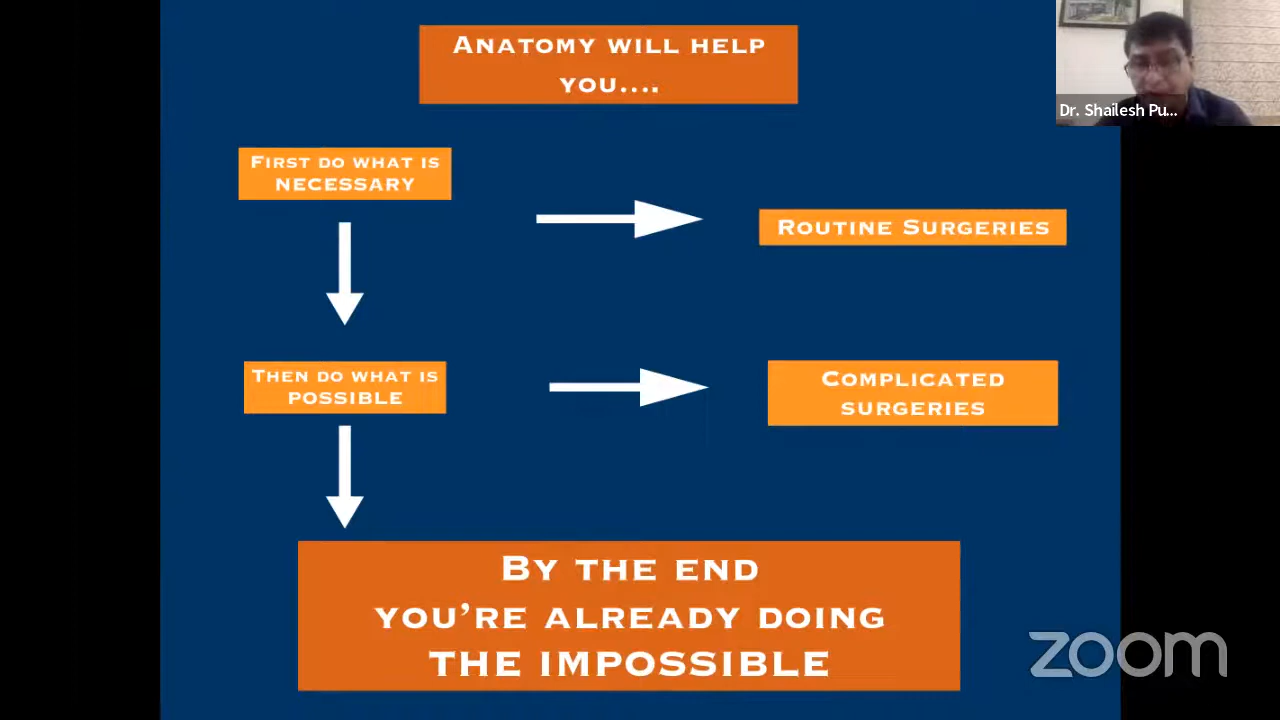 ANATOMY WILL HELP
YOU....
FIRST DO WHAT IS
NECESSARY
ROUTINE SURGERIES
THEN DO WHAT IS
POSSIBLE
COMPLICATED
SURGERIES
BY THE END
YOU'RE ALREADY DOING
THE IMPOSSIBLE
Dr. Shailesh Pu...
zoom